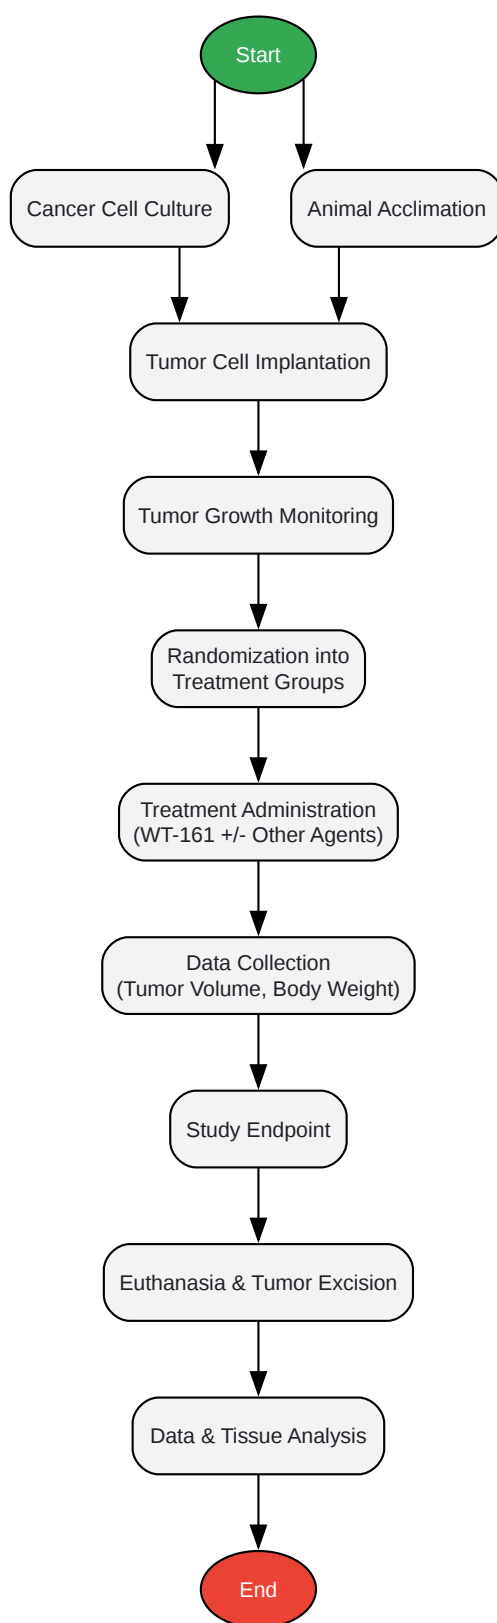 Start
Cancer Cell Culture
Animal Acclimation
Tumor Cell Implantation
Tumor Growth Monitoring
Randomization into
Treatment Groups
Treatment Administration
(WT-161 +/- Other Agents)
Data Collection
(Tumor Volume, Body Weight)
Study Endpoint
Euthanasia & Tumor Excision
Data & Tissue Analysis
End